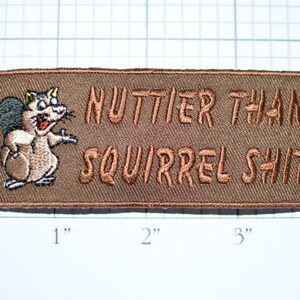 NUTTIER THAN
SQUIRREL SHIT
1" 2" 3"